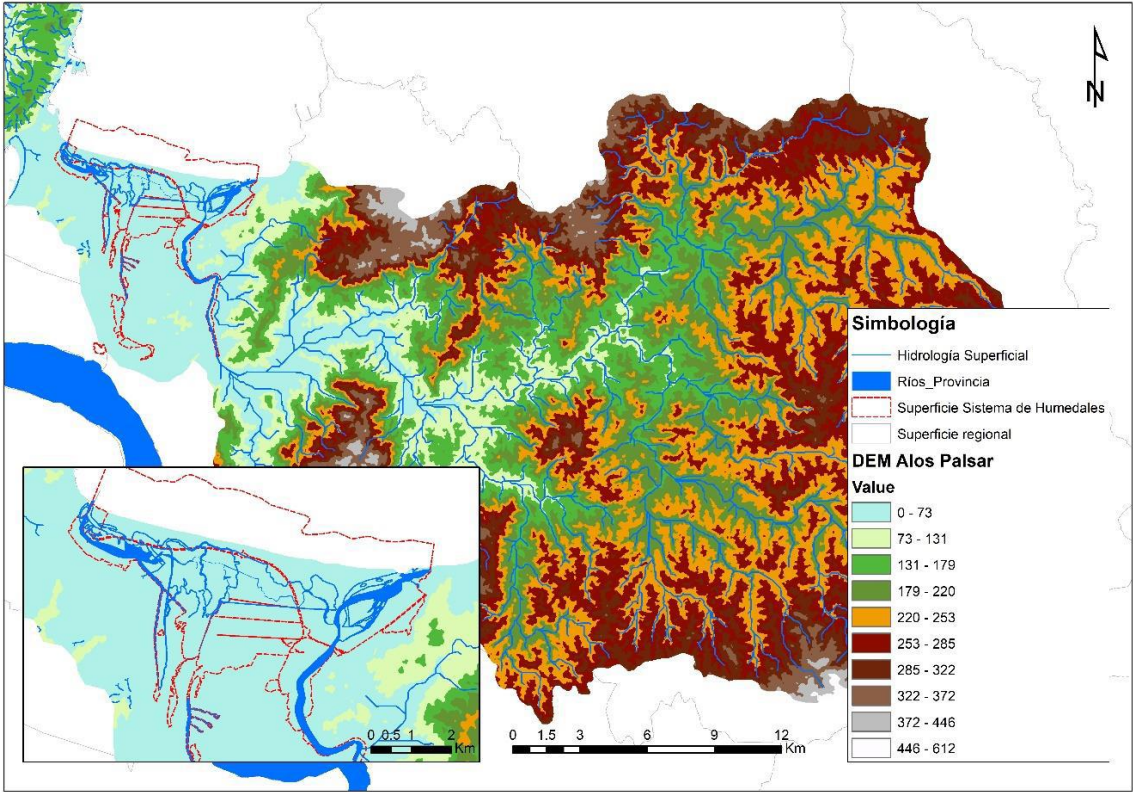 N
Simbología
Hidrología Superficial
Ríos_Provincia
Superficie Sistema de Humedales
Superficie regional
DEM Alos Palsar
Value
0 - 73
73 - 131
131 - 179
179 - 220
220 - 253
253 - 285
285 - 322
322 - 372
372 - 446
446 - 612
0 0.5 1 2
Km
0 1.5 3 6 9 12
Km